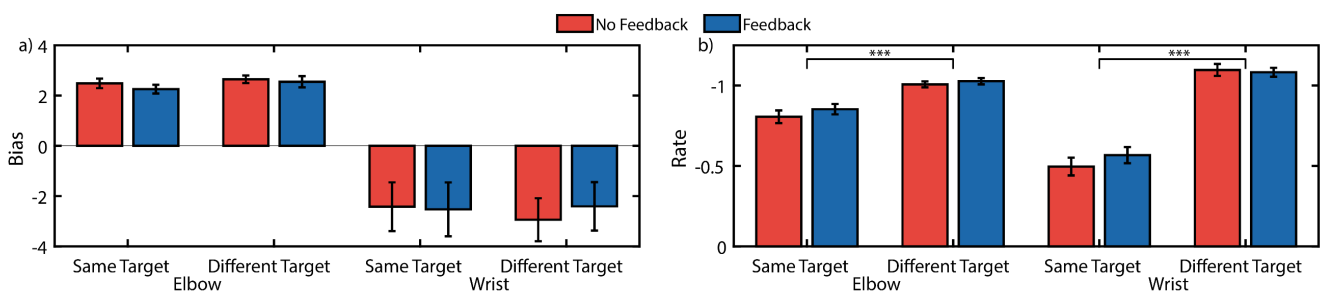 No Feedback Feedback
a) 4
2
0
-2
-4
Bias
Same Target Different Target Same Target Different Target
Elbow Wrist
b)
-1
-0.5
0
Rate
*** ***
Same Target Different Target Same Target Different Target
Elbow Wrist